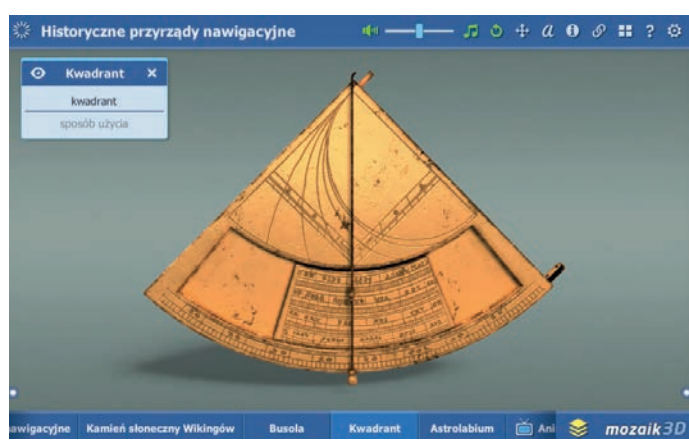 Historyczne przyrządy nawigacyjne
a i ?
Kwadrant ×
kwadrant
sposób użycia
awigacyjne Kamień słoneczny Wikingów Busola Kwadrant Astrolabium Ani mozaik3D